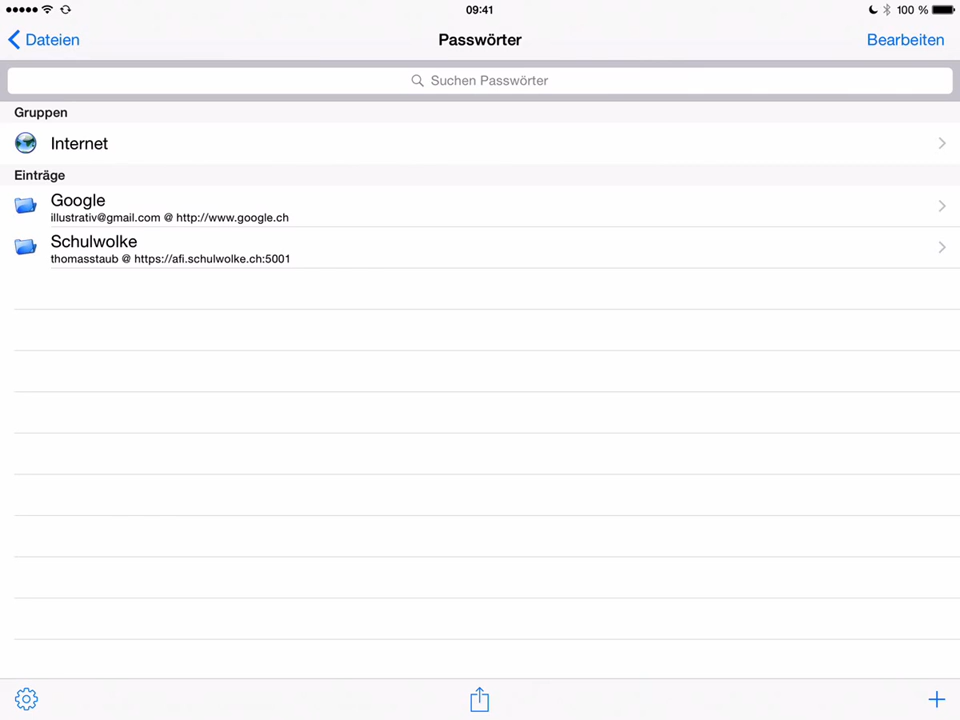 09:41
100 %
Dateien
Passwörter
Bearbeiten
Suchen Passwörter
Gruppen
Internet
Einträge
Google
illustrativ@gmail.com @ http://www.google.ch
Schulwolke
thomasstaub @ https://afi.schulwolke.ch:5001